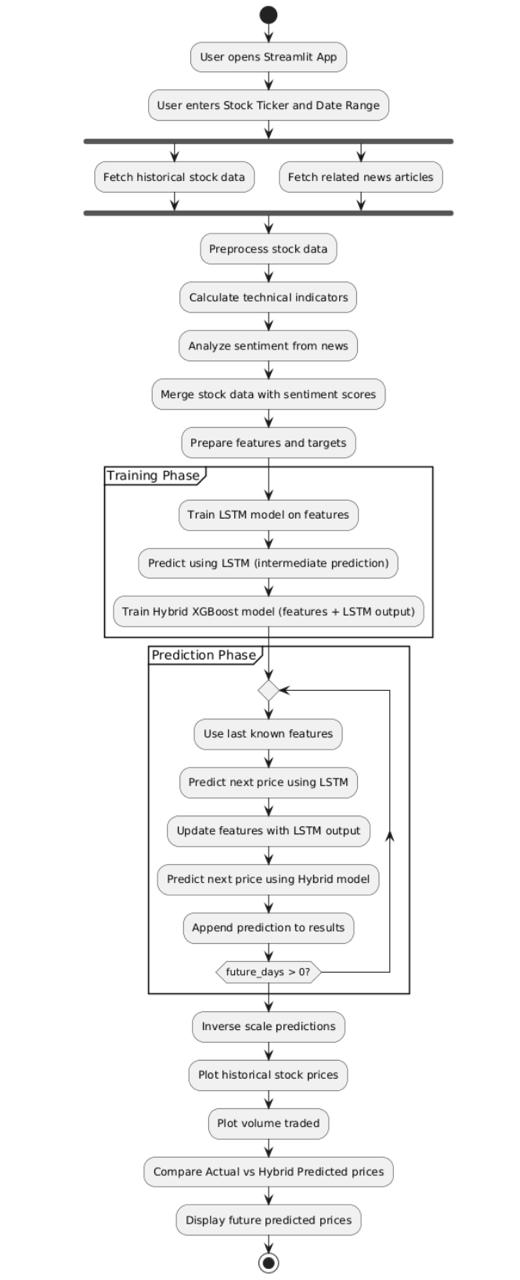 User opens Streamlit App
User enters Stock Ticker and Date Range
Fetch historical stock data
Fetch related news articles
Preprocess stock data
Calculate technical indicators
Analyze sentiment from news
Merge stock data with sentiment scores
Prepare features and targets
Training Phase
Train LSTM model on features
Predict using LSTM (intermediate prediction)
Train Hybrid XGBoost model (features + LSTM output)
Prediction Phase
Use last known features
Predict next price using LSTM
Update features with LSTM output
Predict next price using Hybrid model
Append prediction to results
future_days > 0?
Inverse scale predictions
Plot historical stock prices
Plot volume traded
Compare Actual vs Hybrid Predicted prices
Display future predicted prices